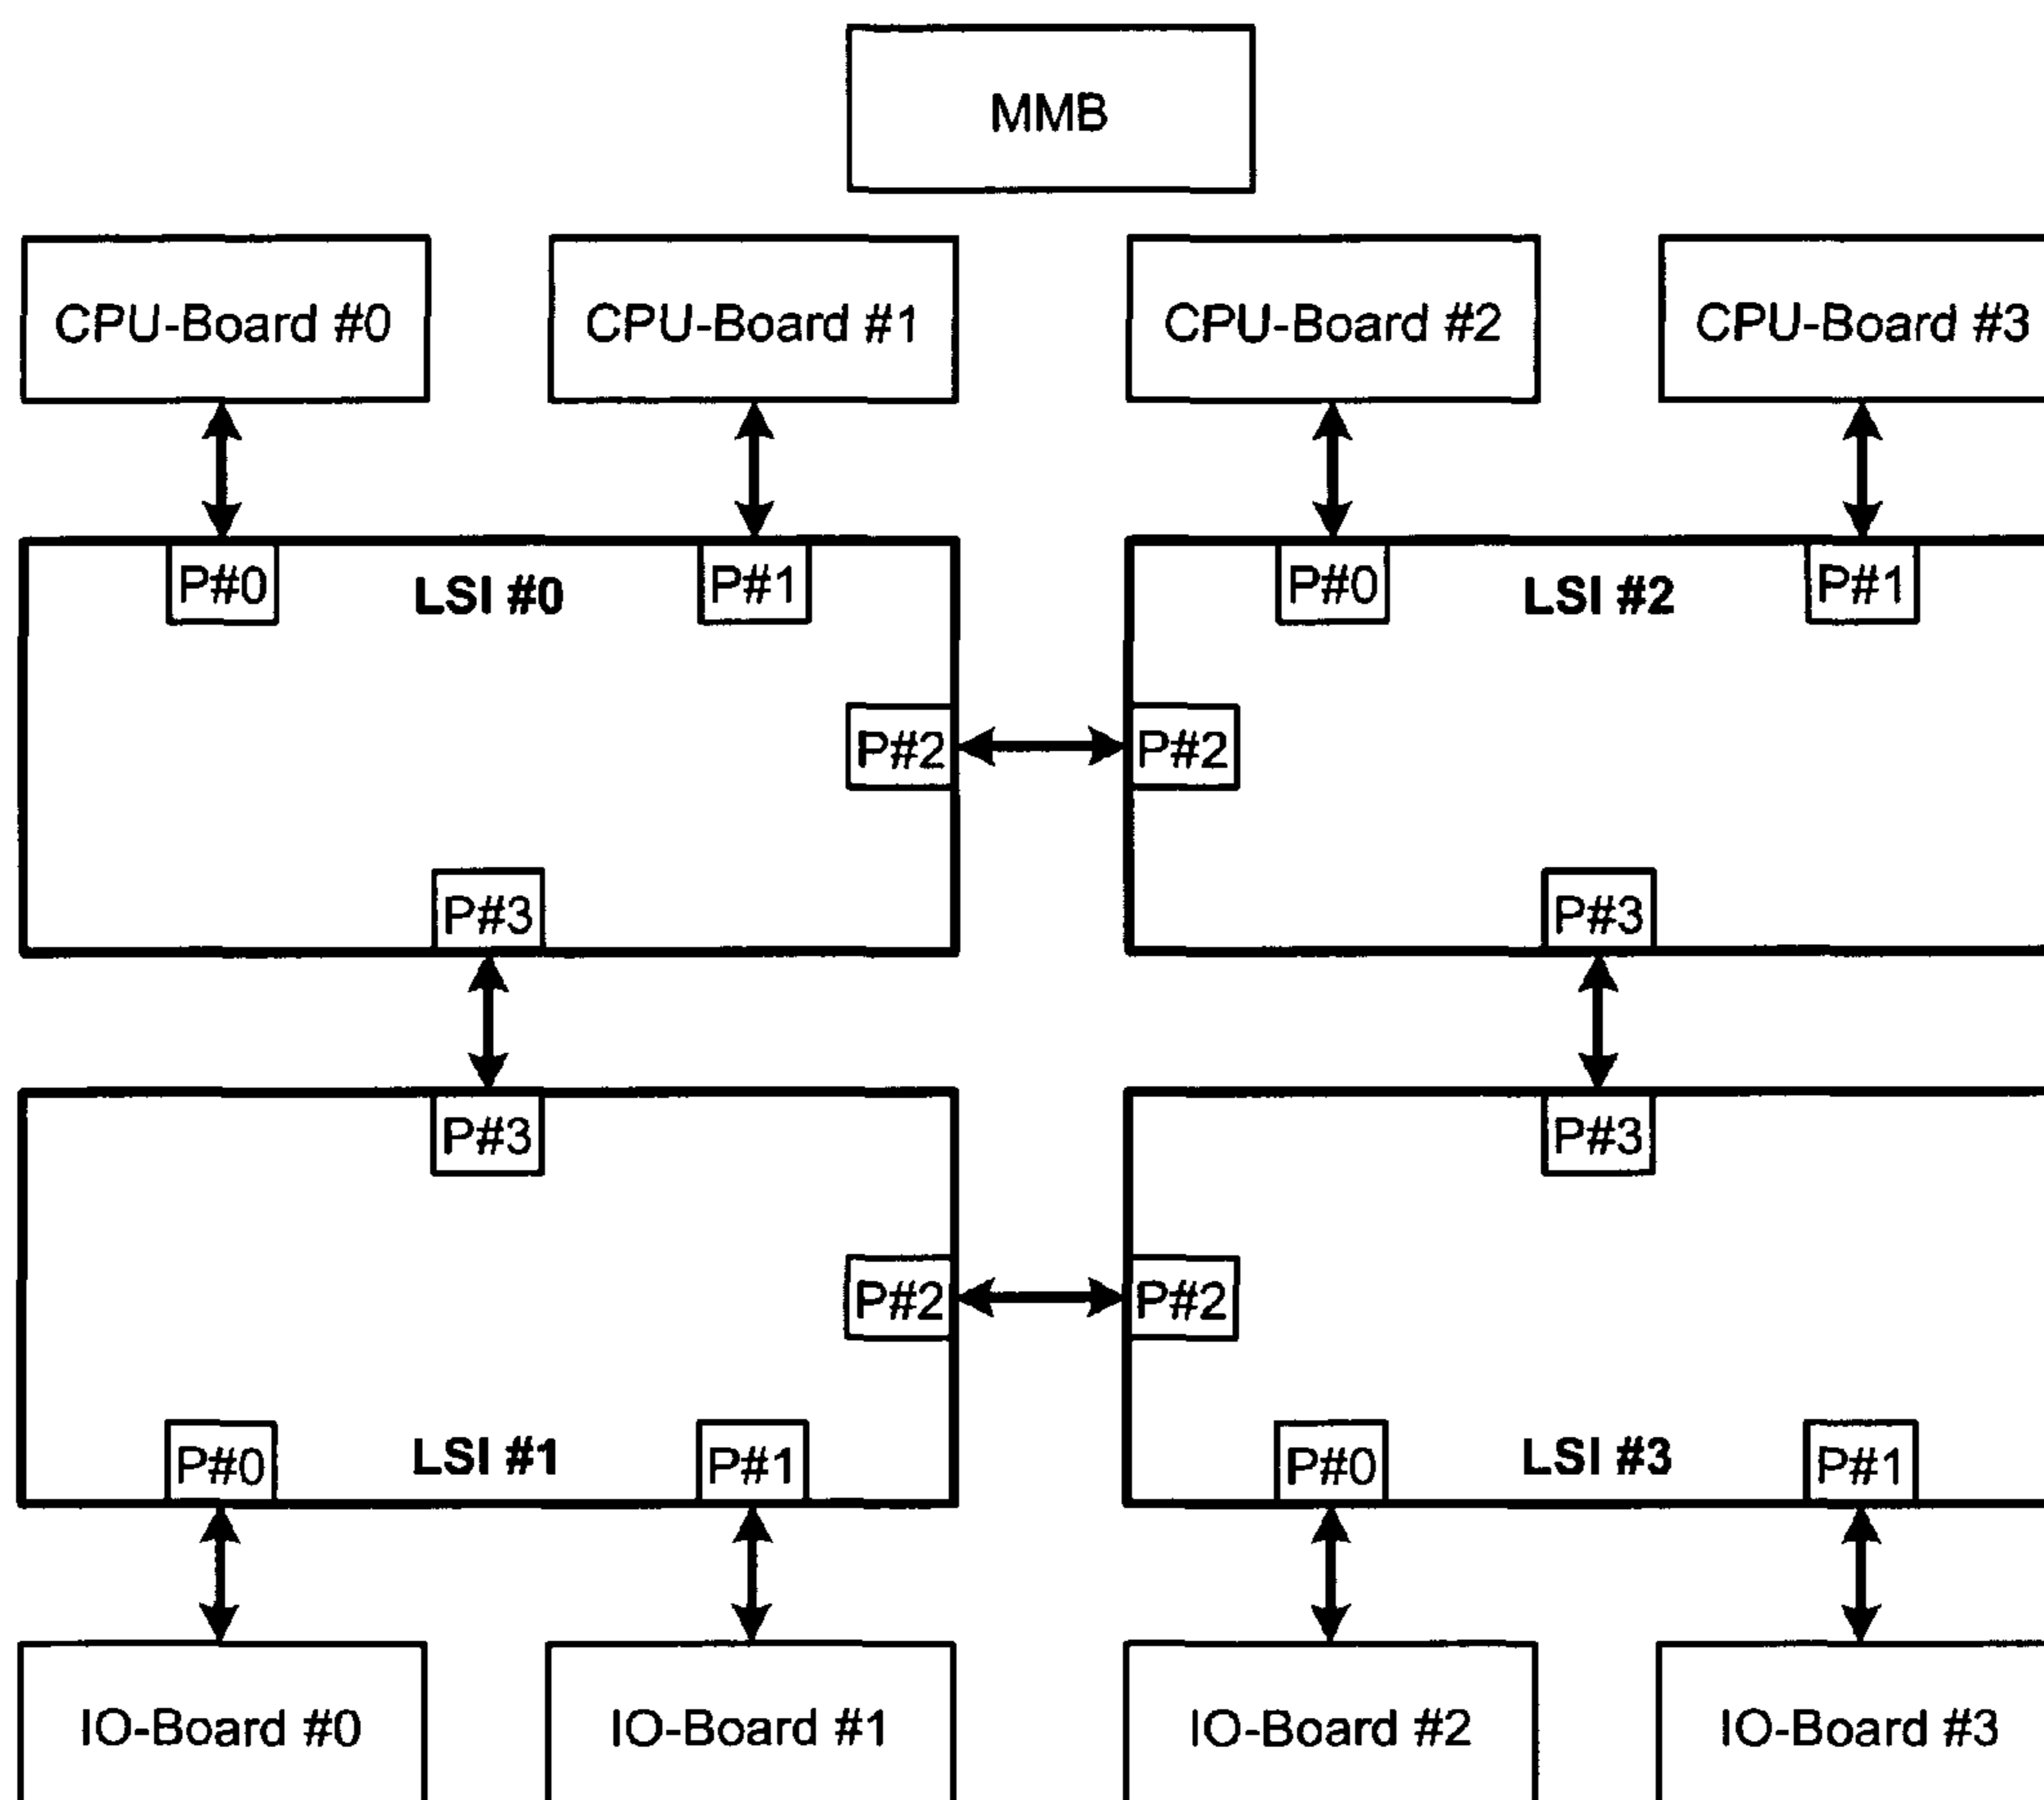 MMB
CPU-Board #0
CPU-Board #1
CPU-Board #2
CPU-Board #3
P#0
LSI #0
P#1
P#0
LSI #2
P#1
P#2
P#2
P#3
P#3
P#3
P#3
P#2
P#2
P#0
LSI #1
P#1
P#0
LSI #3
P#1
IO-Board #0
IO-Board #1
IO-Board #2
IO-Board #3